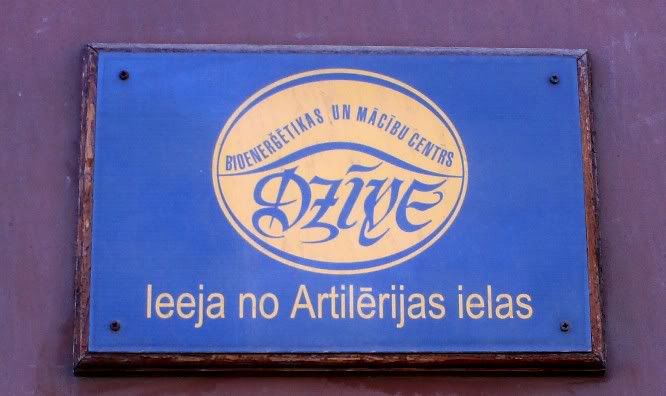 BIOENERĢĒTIKAS UN MĀCĪBU CENTRS
DZĪVE
Ieeja no Artilērijas ielas